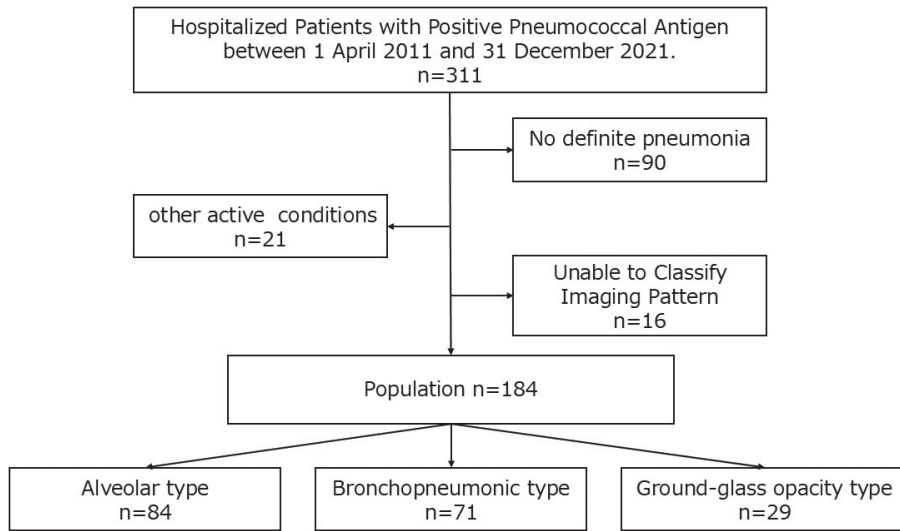 Hospitalized Patients with Positive Pneumococcal Antigen
between 1 April 2011 and 31 December 2021.
n=311
No definite pneumonia
n=90
other active  conditions
n=21
Unable to Classify
Imaging Pattern
n=16
Population n=184
Alveolar type
n=84
Bronchopneumonic type
n=71
Ground-glass opacity type
n=29